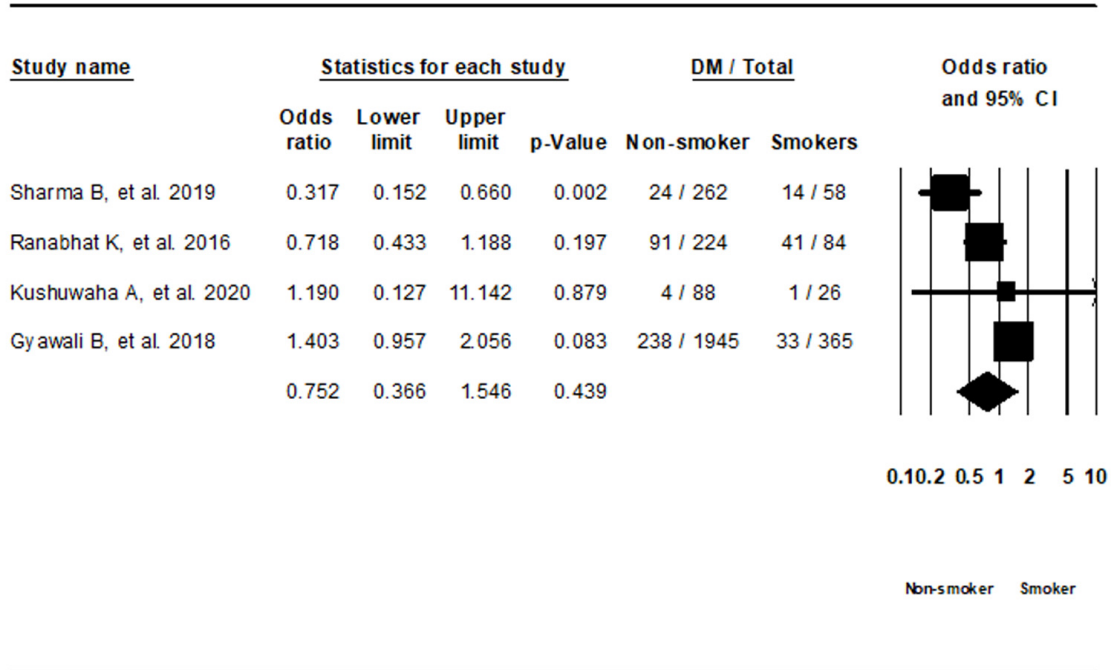 Study name Statistics for each study DM / Total Odds ratio
and 95% CI
Odds Lower Upper
ratio limit limit p-Value Non-smoker Smokers
Sharma B, et al. 2019 0.317 0.152 0.660 0.002 24 / 262 14 / 58
Ranabhat K, et al. 2016 0.718 0.433 1.188 0.197 91 / 224 41 / 84
Kushuwaha A, et al. 2020 1.190 0.127 11.142 0.879 4 / 88 1 / 26
Gyawali B, et al. 2018 1.403 0.957 2.056 0.083 238 / 1945 33 / 365
0.752 0.366 1.546 0.439
0.1 0.2 0.5 1 2 5 10
Non-smoker Smoker